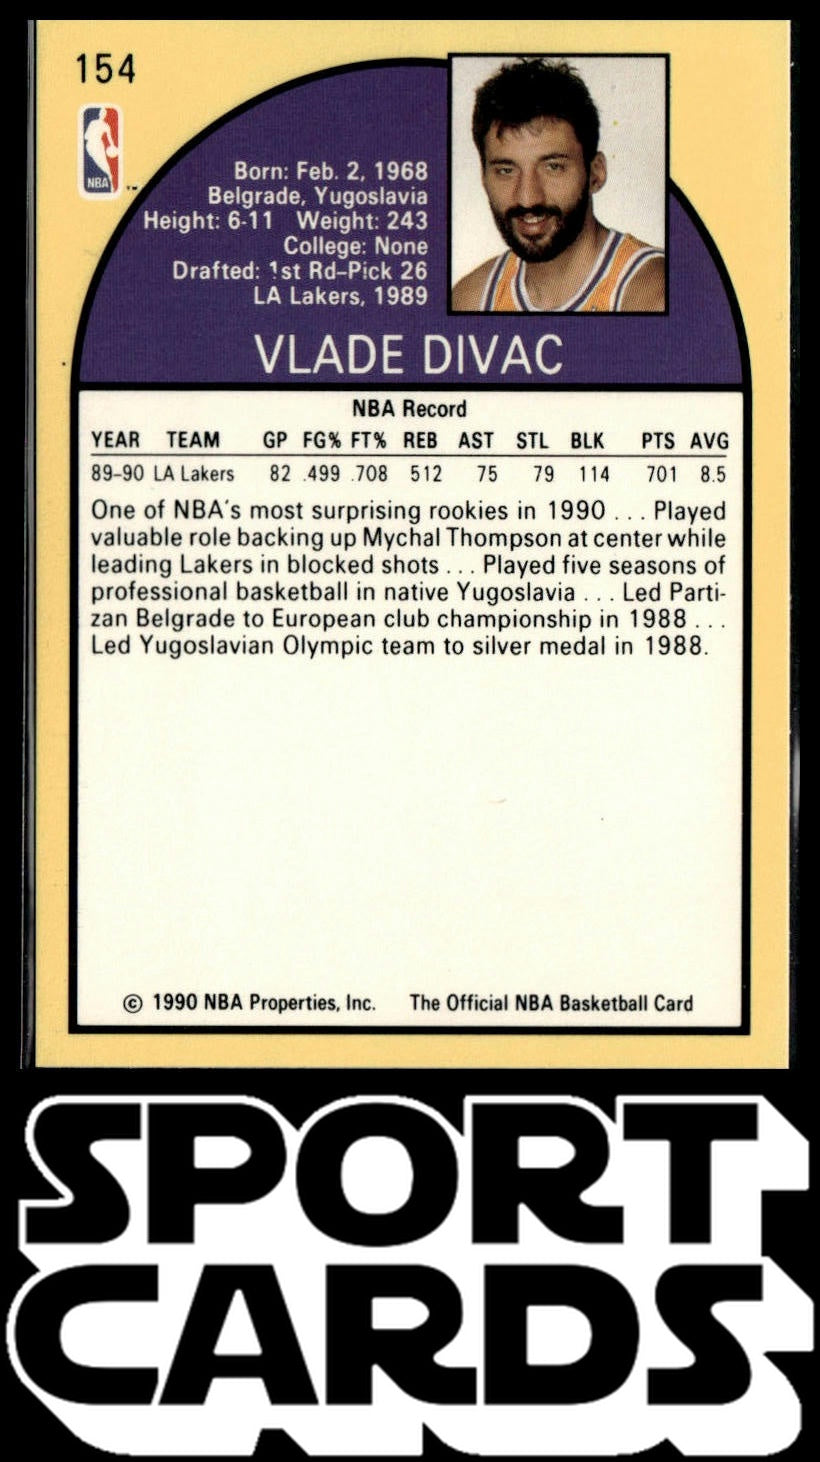 154
NBA
™
Born: Feb. 2, 1968
Belgrade, Yugoslavia
Height: 6-11 Weight: 243
College: None
Drafted: 1st Rd–Pick 26
LA Lakers, 1989
VLADE DIVAC
NBA Record
YEAR TEAM GP FG% FT% REB AST STL BLK PTS AVG
89–90 LA Lakers 82 .499 .708 512 75 79 114 701 8.5
One of NBA's most surprising rookies in 1990 . . . Played
valuable role backing up Mychal Thompson at center while
leading Lakers in blocked shots . . . Played five seasons of
professional basketball in native Yugoslavia . . . Led Parti-
zan Belgrade to European club championship in 1988 . . .
Led Yugoslavian Olympic team to silver medal in 1988.
© 1990 NBA Properties, Inc. The Official NBA Basketball Card
SPORT
CARDS